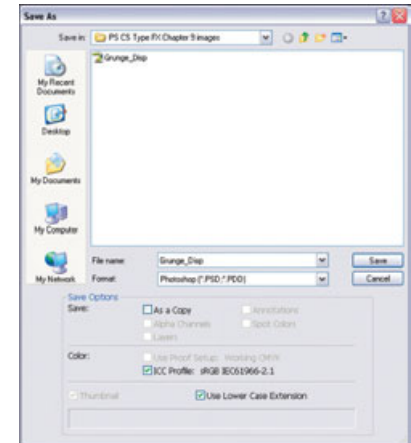 Save As
Save in: PS CS Type FX Chapter 9 images
Grunge_Disp
My Recent
Documents
Desktop
My Documents
My Computer
My Network
File name: Grunge_Disp Save
Format: Photoshop (*.PSD;*.PDD) Cancel
Save Options
Save: As a Copy Annotations
Alpha Channels Spot Colors
Layers
Color: Use Proof Setup: Working CMYK
ICC Profile: sRGB IEC61966-2.1
Thumbnail Use Lower Case Extension